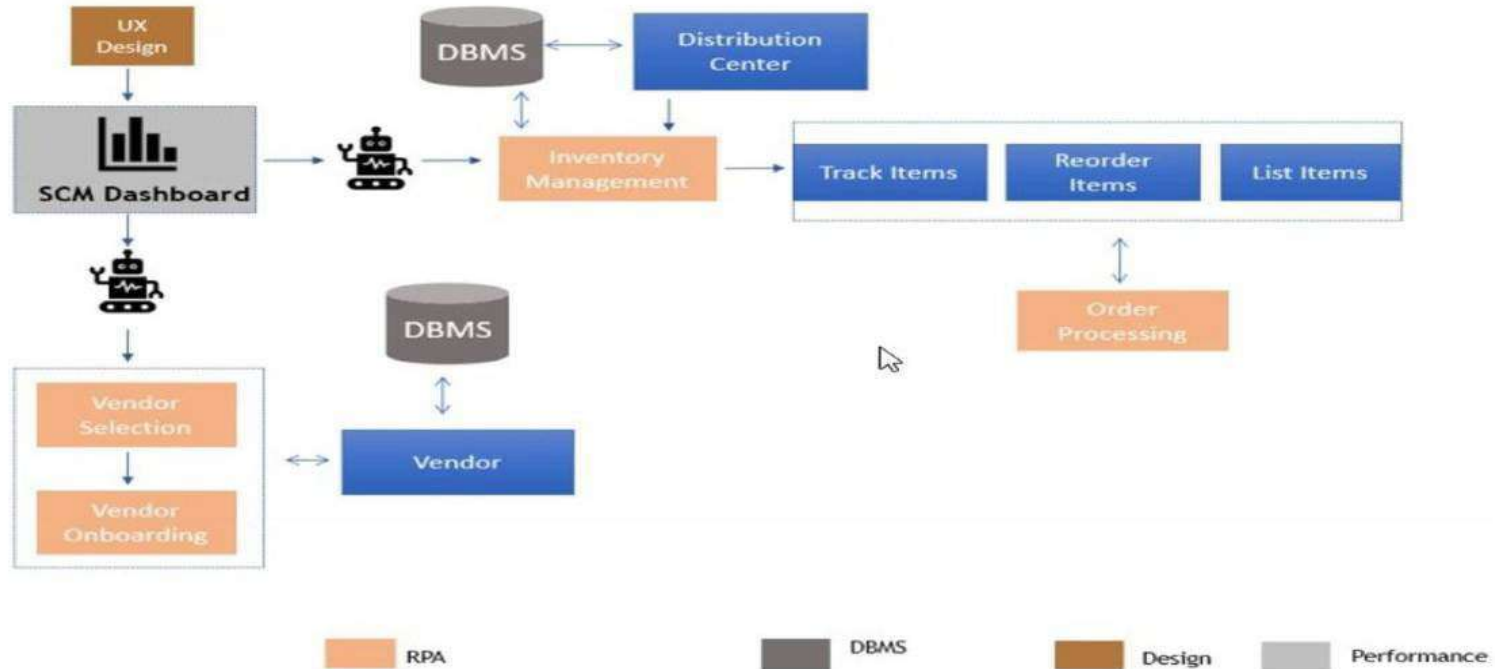 UX
Design
DBMS
Distribution
Center
SCM Dashboard
Inventory
Management
Track Items
Reorder
Items
List Items
Order
Processing
DBMS
Vendor
Selection
Vendor
Onboarding
Vendor
RPA
DBMS
Design
Performance